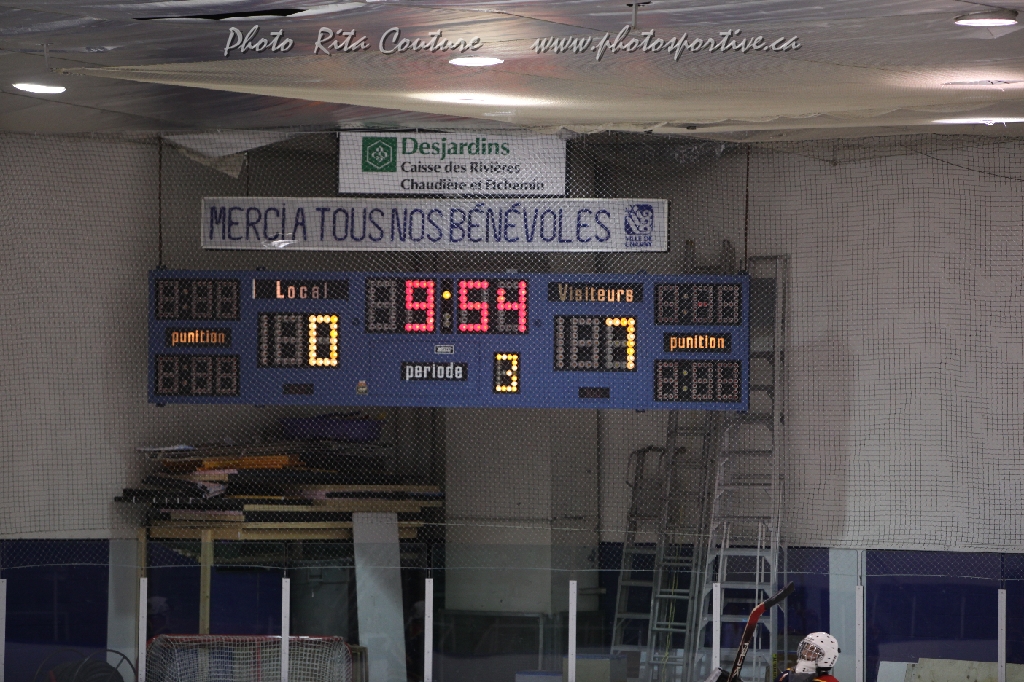 Photo Rita Couture www.photosportive.ca
Desjardins
Caisse des Rivières
Chaudière et Etchemin
MERCI A TOUS NOS BÉNÉVOLES
Local 9:54 Visiteurs
punition 0 7 punition
periode 3